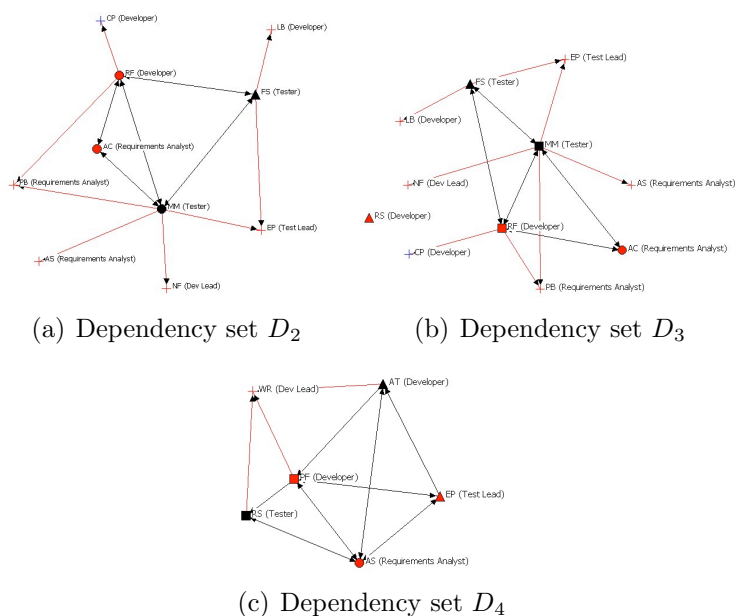 CP (Developer)
LB (Developer)
RF (Developer)
FS (Tester)
AC (Requirements Analyst)
PB (Requirements Analyst)
MM (Tester)
EP (Test Lead)
AS (Requirements Analyst)
NF (Dev Lead)
(a) Dependency set D2
EP (Test Lead)
FS (Tester)
LB (Developer)
MM (Tester)
NF (Dev Lead)
AS (Requirements Analyst)
RS (Developer)
RF (Developer)
AC (Requirements Analyst)
CP (Developer)
PB (Requirements Analyst)
(b) Dependency set D3
AT (Developer)
WR (Dev Lead)
PF (Developer)
EP (Test Lead)
RS (Tester)
AS (Requirements Analyst)
(c) Dependency set D4